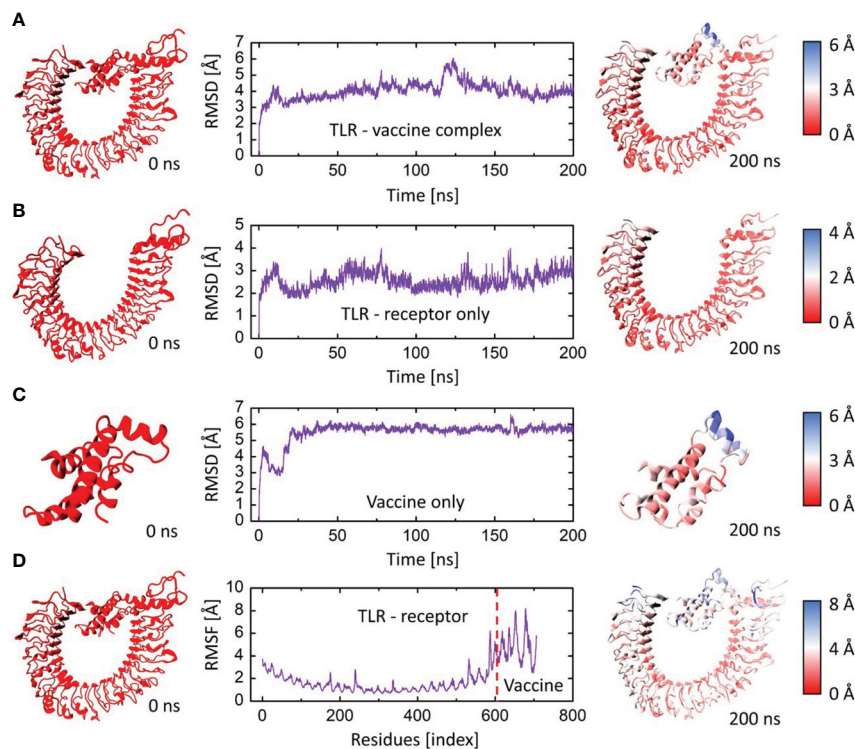 A
RMSD [Å]
7
6
5
4
3
2
1
0
TLR - vaccine complex
0 50 100 150 200
Time [ns]
0 ns
200 ns
6 Å
3 Å
0 Å
B
RMSD [Å]
5
4
3
2
1
0
TLR - receptor only
0 50 100 150 200
Time [ns]
0 ns
200 ns
4 Å
2 Å
0 Å
C
RMSD [Å]
7
6
5
4
3
2
1
0
Vaccine only
0 50 100 150 200
Time [ns]
0 ns
200 ns
6 Å
3 Å
0 Å
D
RMSF [Å]
10
8
6
4
2
0
TLR - receptor
Vaccine
0 200 400 600 800
Residues [index]
0 ns
200 ns
8 Å
4 Å
0 Å